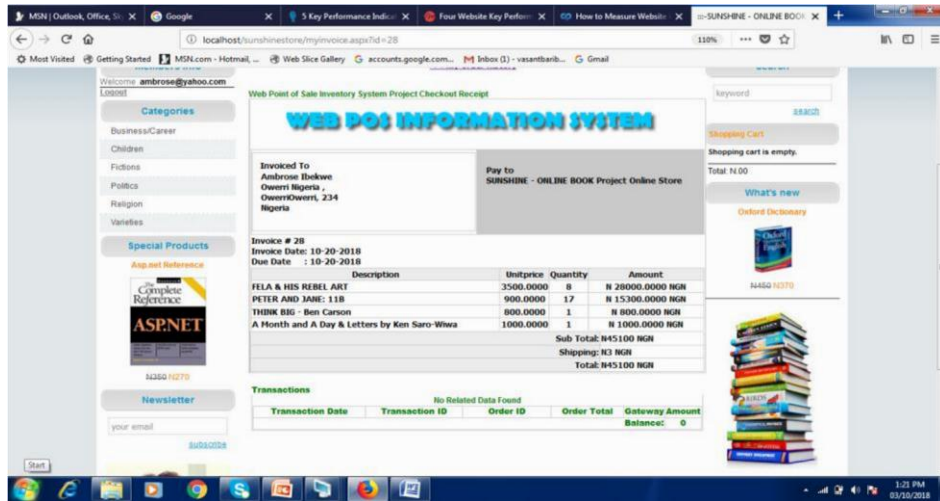 MSN | Outlook, Office, Sk
Google
5 Key Performance Indica
Four Website Key Perform
How to Measure Website
::-SUNSHINE - ONLINE BOOK
localhost/sunshinestore/myinvoice.aspx?id=28
110%
Most Visited
Getting Started
MSN.com - Hotmail, ...
Web Slice Gallery
accounts.google.com...
Inbox (1) - vasantbarib...
Gmail
Welcome ambrose@yahoo.com
Logout
Categories
Business/Career
Children
Fictions
Politics
Religion
Varieties
Special Products
Asp.net Reference
The Complete Reference
ASP.NET
N350 N270
Newsletter
your email
subscribe
Web Point of Sale Inventory System Project Checkout Receipt
WEB POS INFORMATION SYSTEM
Invoiced To
Ambrose Ibekwe
Owerri Nigeria ,
OwerriOwerri, 234
Nigeria
Pay to
SUNSHINE - ONLINE BOOK Project Online Store
Invoice # 28
Invoice Date: 10-20-2018
Due Date : 10-20-2018
Description Unitprice Quantity Amount
FELA & HIS REBEL ART 3500.0000 8 N 28000.0000 NGN
PETER AND JANE: 11B 900.0000 17 N 15300.0000 NGN
THINK BIG - Ben Carson 800.0000 1 N 800.0000 NGN
A Month and A Day & Letters by Ken Saro-Wiwa 1000.0000 1 N 1000.0000 NGN
Sub Total: N45100 NGN
Shipping: N3 NGN
Total: N45100 NGN
Transactions
No Related Data Found
Transaction Date Transaction ID Order ID Order Total Gateway Amount
Balance: 0
keyword
search
Shopping Cart
Shopping cart is empty.
Total: N.00
What's new
Oxford Dictionary
Oxford
English
N450 N370
BIRDS
Start
1:21 PM
03/10/2018